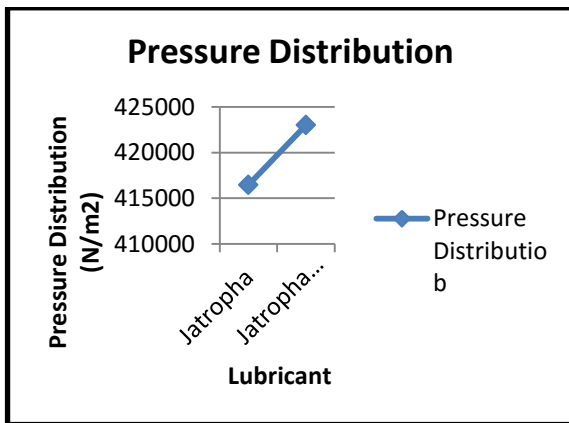 Pressure Distribution
425000
420000
415000
410000
Pressure Distribution
(N/m2)
Jatropha
Jatropha...
Lubricant
Pressure
Distributio
b